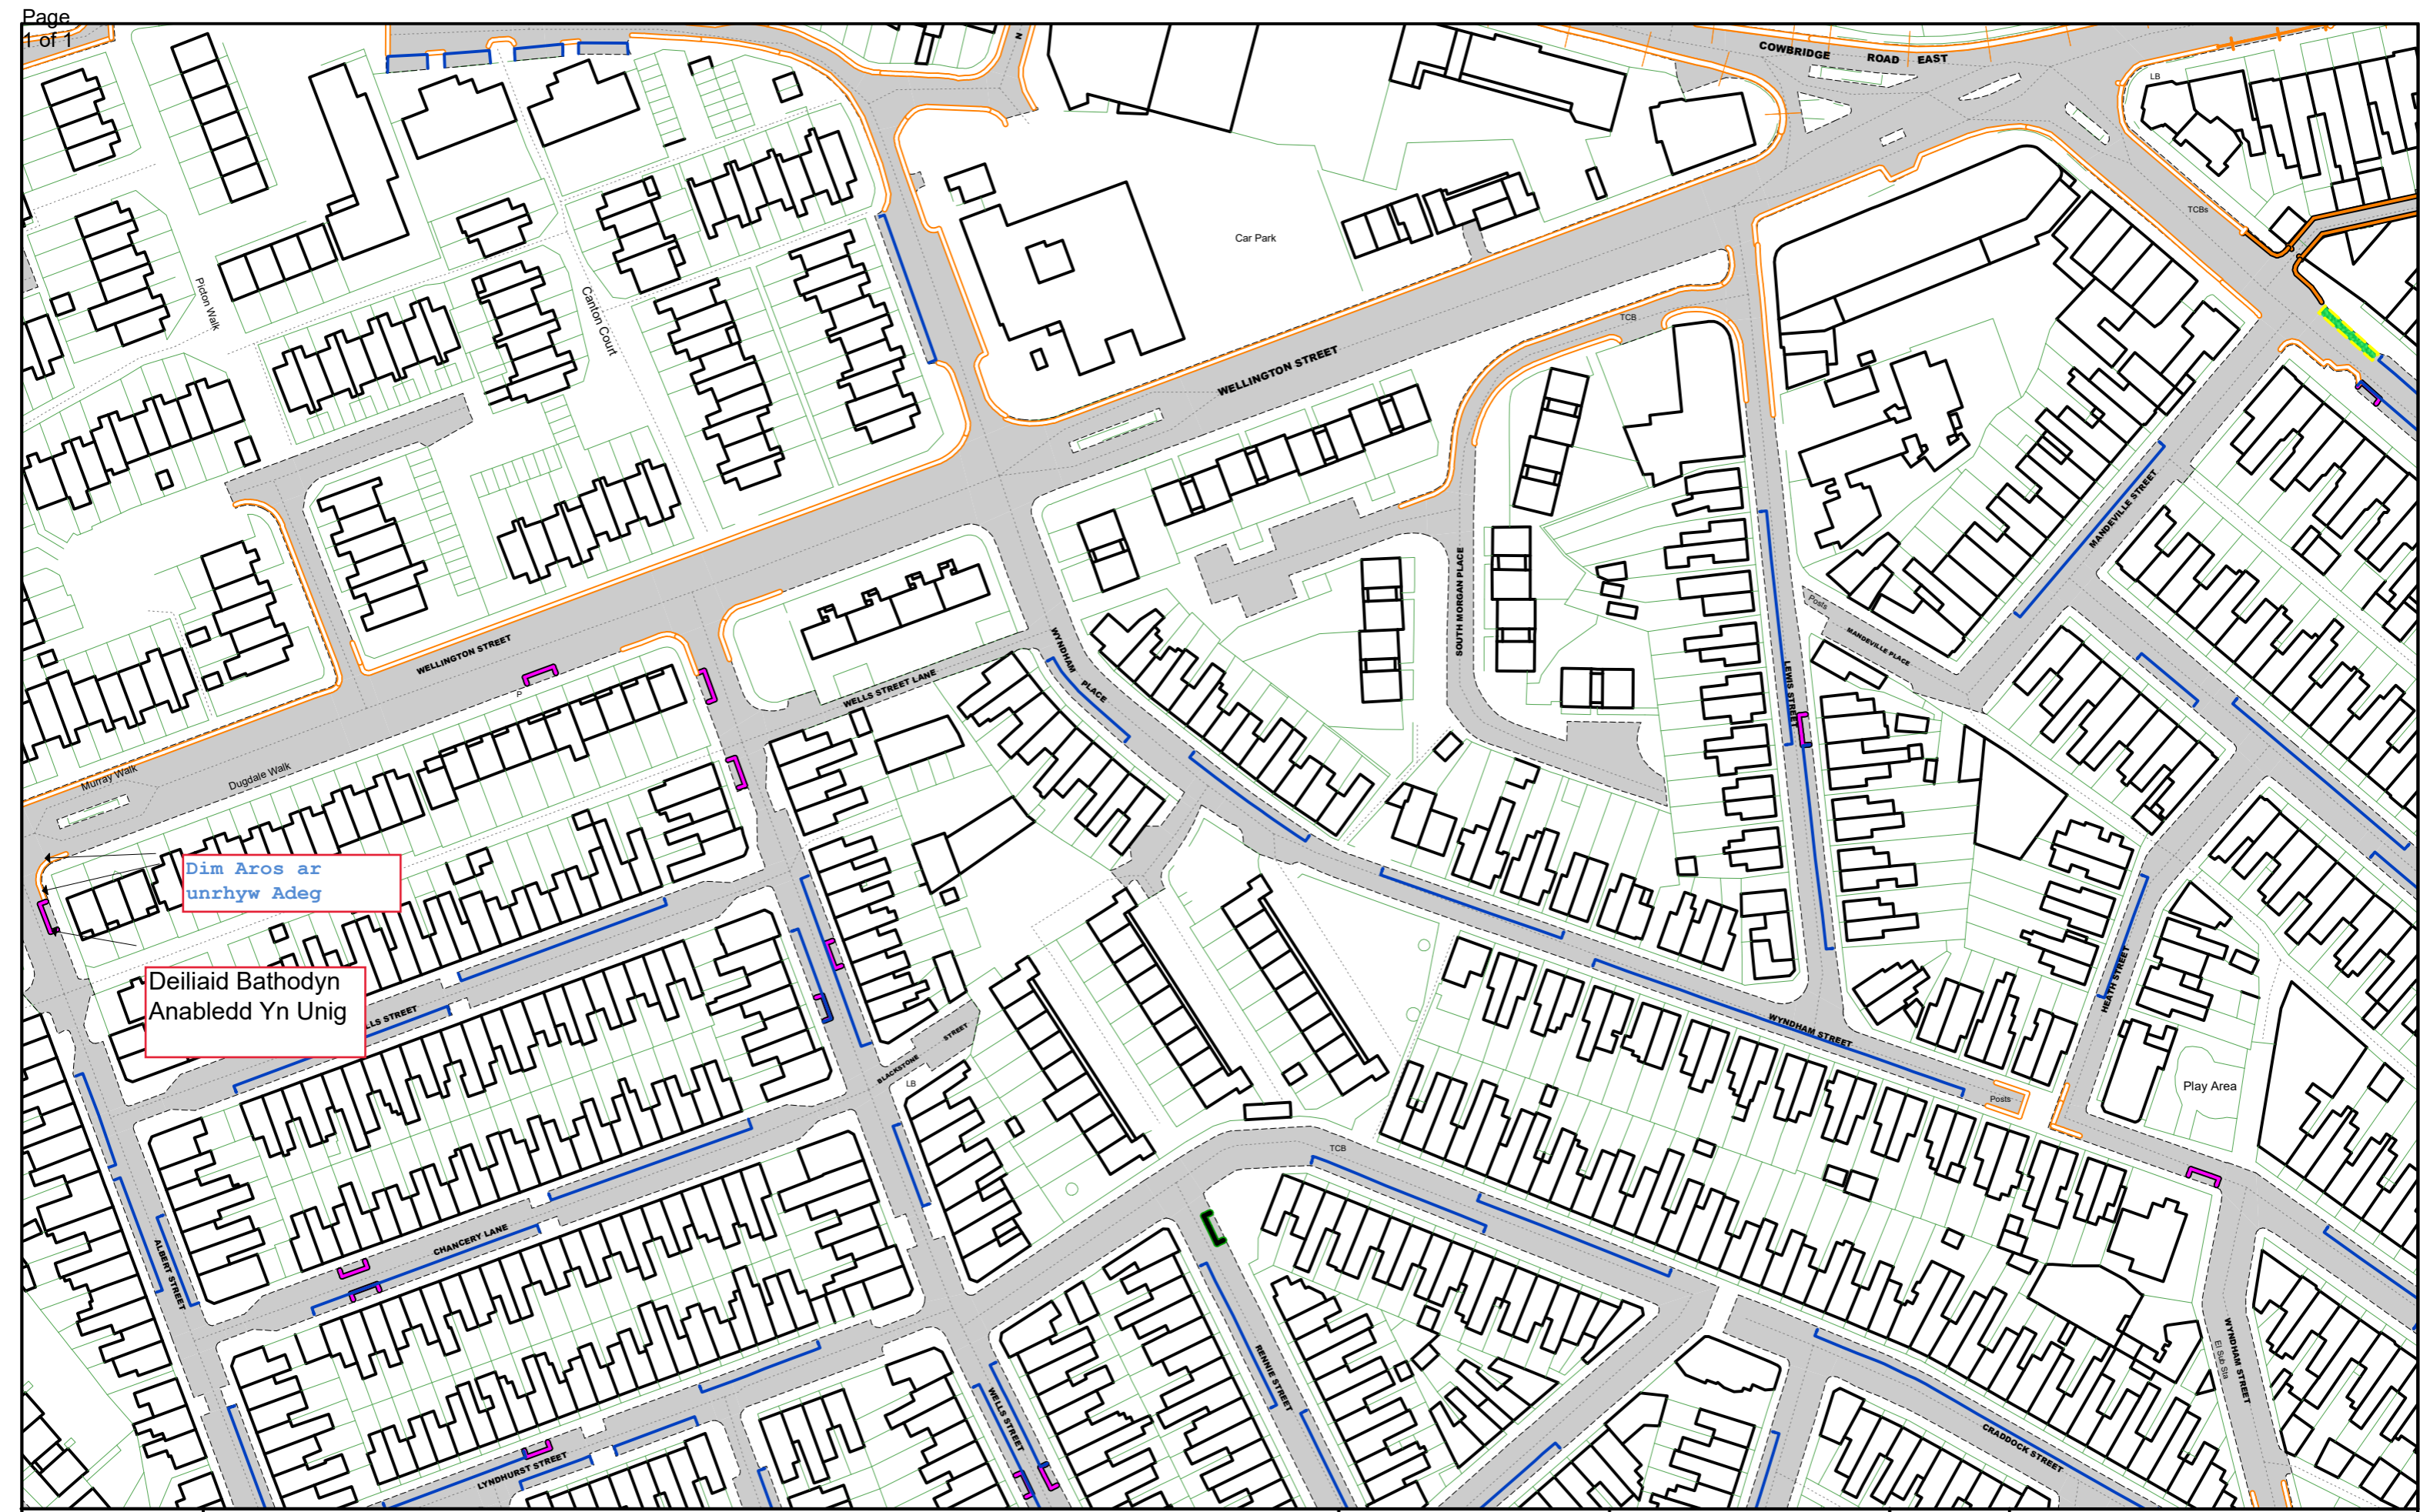 Page
1 of 1
COWBRIDGE ROAD EAST
N
LB
TCBs
Car Park
Picton Walk
Canton Court
TCB
WELLINGTON STREET
MANDEVILLE STREET
SOUTH MORGAN PLACE
Posts
MANDEVILLE PLACE
WELLINGTON STREET
P
WYNDHAM PLACE
WELLS STREET LANE
LEWIS STREET
Murray Walk
Dugdale Walk
Dim Aros ar
unrhyw Adeg
Deiliaid Bathodyn
Anabledd Yn Unig
LLS STREET
HEATH STREET
WYNDHAM STREET
BLACKSTONE STREET
LB
Posts
Play Area
TCB
ALBERT STREET
CHANCERY LANE
RENNIE STREET
WYNDHAM STREET
El Sub Sta
WELLS STREET
LYNDHURST STREET
CRADDOCK STREET